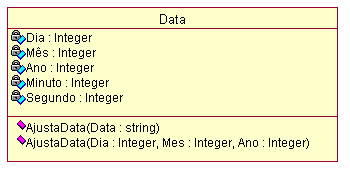 Data
Dia : Integer
Mês : Integer
Ano : Integer
Minuto : Integer
Segundo : Integer
AjustaData(Data : string)
AjustaData(Dia : Integer, Mes : Integer, Ano : Integer)